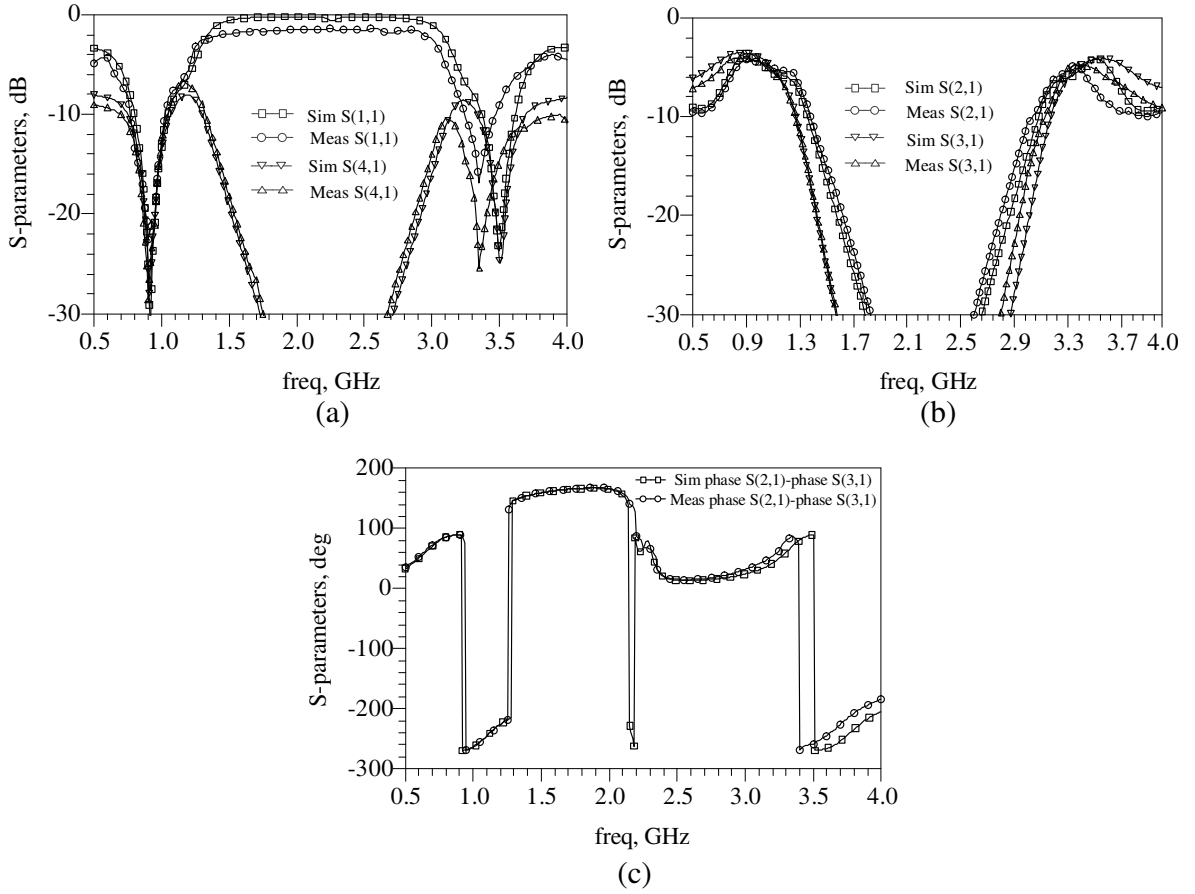 0
-10
-20
-30
S-parameters, dB
Sim S(1,1)
Meas S(1,1)
Sim S(4,1)
Meas S(4,1)
0.5 1.0 1.5 2.0 2.5 3.0 3.5 4.0
freq, GHz
(a)
0
-10
-20
-30
S-parameters, dB
Sim S(2,1)
Meas S(2,1)
Sim S(3,1)
Meas S(3,1)
0.5 0.9 1.3 1.7 2.1 2.5 2.9 3.3 3.7 4.0
freq, GHz
(b)
200
100
0
-100
-200
-300
S-parameters, deg
Sim phase S(2,1)-phase S(3,1)
Meas phase S(2,1)-phase S(3,1)
0.5 1.0 1.5 2.0 2.5 3.0 3.5 4.0
freq, GHz
(c)